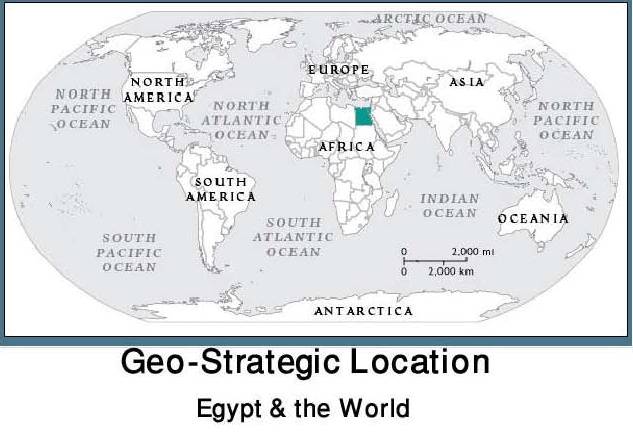 ARCTIC OCEAN
EUROPE
ASIA
NORTH
AMERICA
NORTH
PACIFIC
OCEAN
NORTH
ATLANTIC
OCEAN
NORTH
PACIFIC
OCEAN
AFRICA
SOUTH
AMERICA
INDIAN
OCEAN
OCEANIA
SOUTH
PACIFIC
OCEAN
SOUTH
ATLANTIC
OCEAN
0 2,000 mi
0 2,000 km
ANTARCTICA
Geo-Strategic Location
Egypt & the World